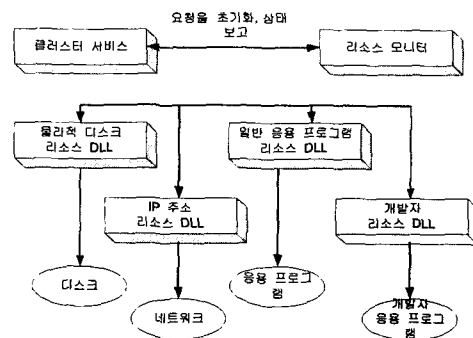 요청을 초기화, 상태
보고
클러스터 서비스
리소스 모니터
물리적 디스크
리소스 DLL
일반 응용 프로그램
리소스 DLL
IP 주소
리소스 DLL
개발자
리소스 DLL
디스크
네트워크
응용 프로그
램
개발자
응용 프로그
램